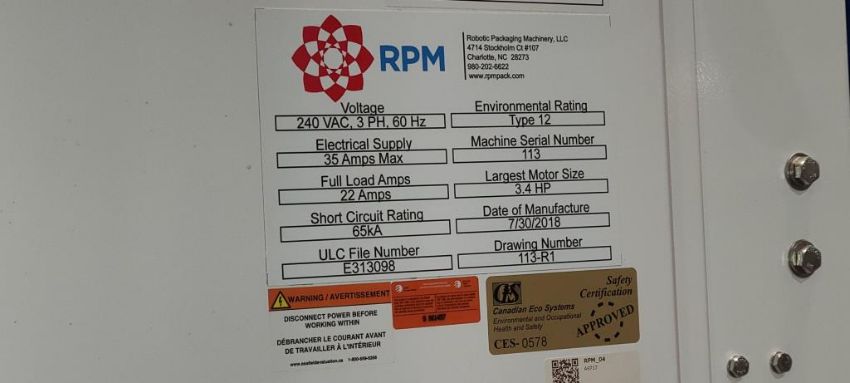 RPM
Robotic Packaging Machinery, LLC
4714 Stockholm Ct #107
Charlotte, NC 28273
980-202-6622
www.rpmpack.com
Voltage
240 VAC, 3 PH, 60 Hz
Environmental Rating
Type 12
Electrical Supply
35 Amps Max
Machine Serial Number
113
Full Load Amps
22 Amps
Largest Motor Size
3.4 HP
Short Circuit Rating
65kA
Date of Manufacture
7/30/2018
ULC File Number
E313098
Drawing Number
113-R1
WARNING / AVERTISSEMENT
DISCONNECT POWER BEFORE
WORKING WITHIN
DÉBRANCHER LE COURANT AVANT
DE TRAVAILLER À L'INTÉRIEUR
Safety
Certification
Canadian Eco Systems
Environmental and Occupational
Health and Safety
APPROVED
CES- 0578
RPM_04